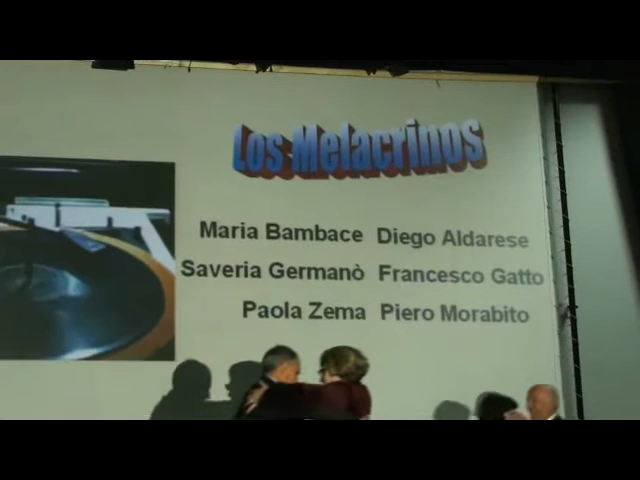 Los Melacrinos
Maria Bambace Diego Aldarese
Saveria Germanò Francesco Gatto
Paola Zema Piero Morabito